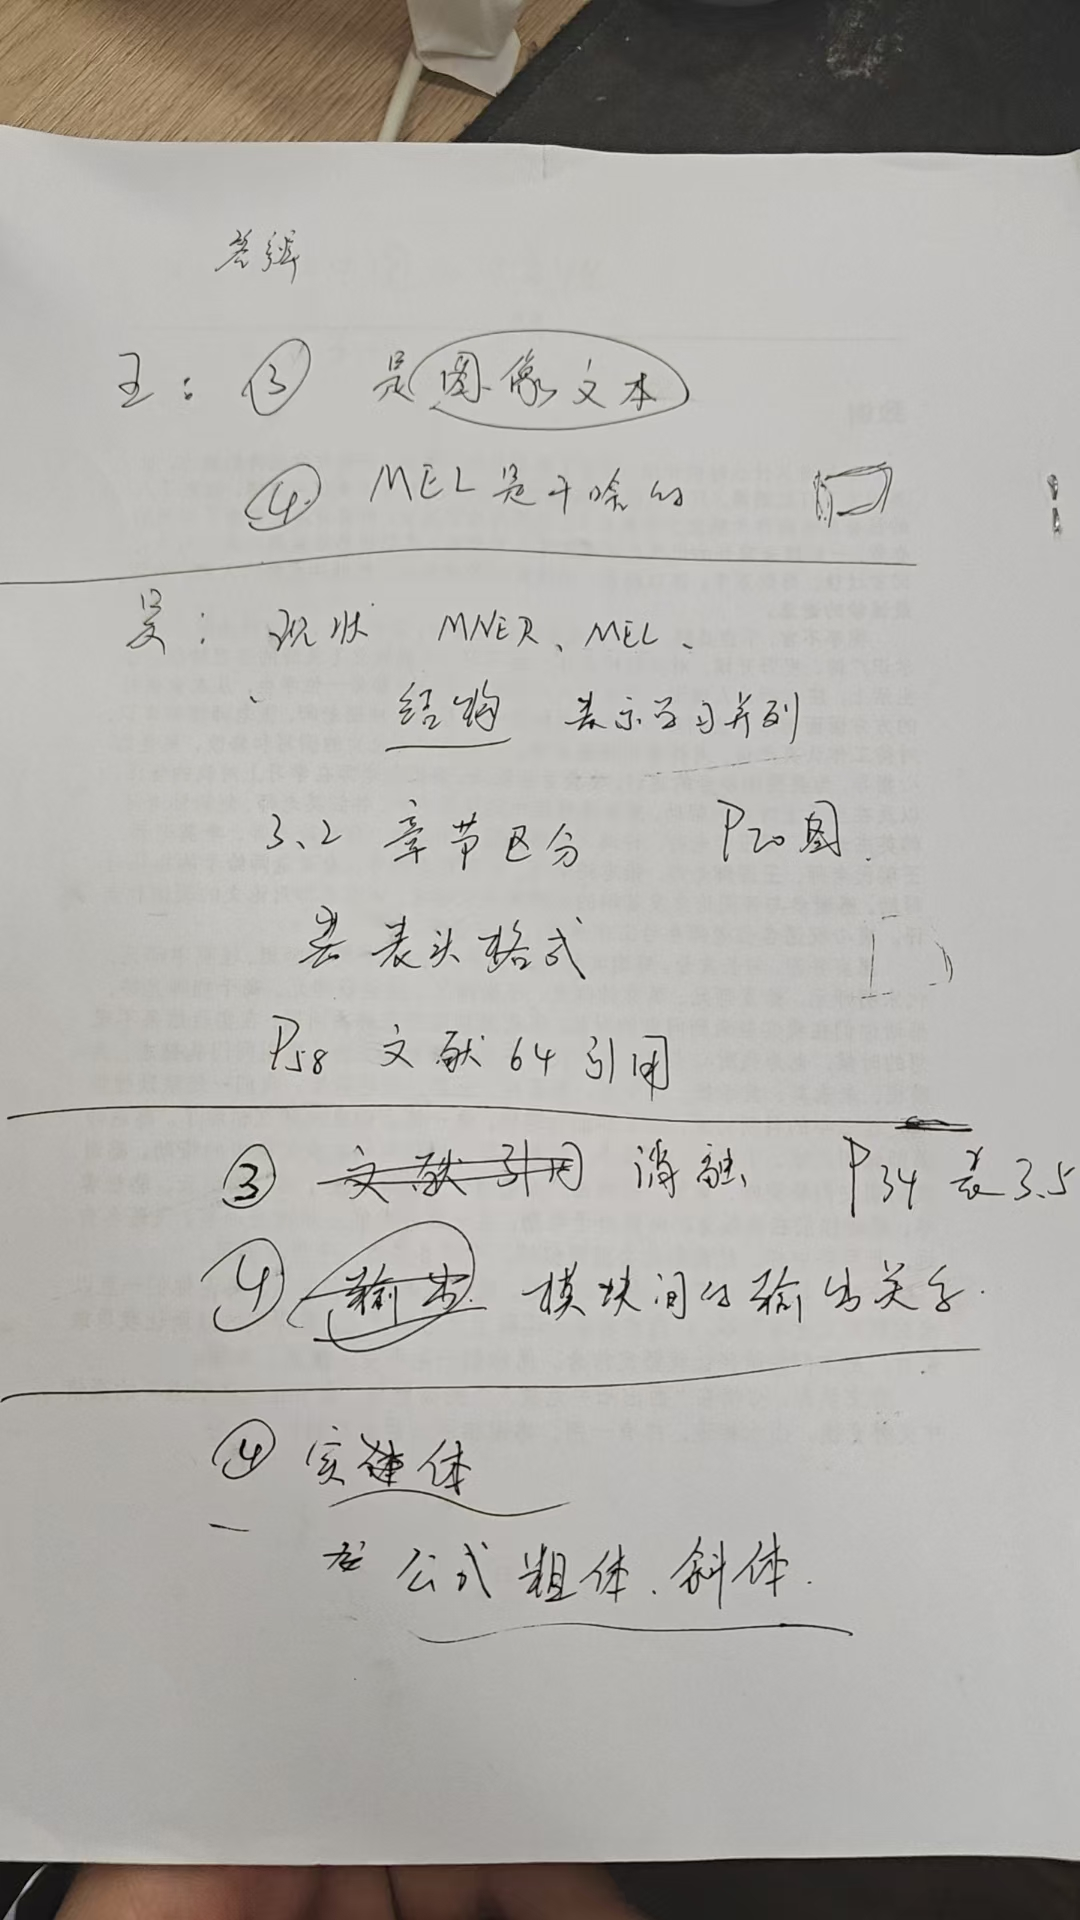 答辩
王：③ 是图像文本
④ MEL是干啥的
吴：现状 MNER、MEL、
结构 表示学习并列
3.2 章节区分 P20图
表头格式
P58 文献64引用
③ 文献引用 消融 P34 表3.5
④ 输出 模块间的输出关系.
④ 实体
公式粗体、斜体.